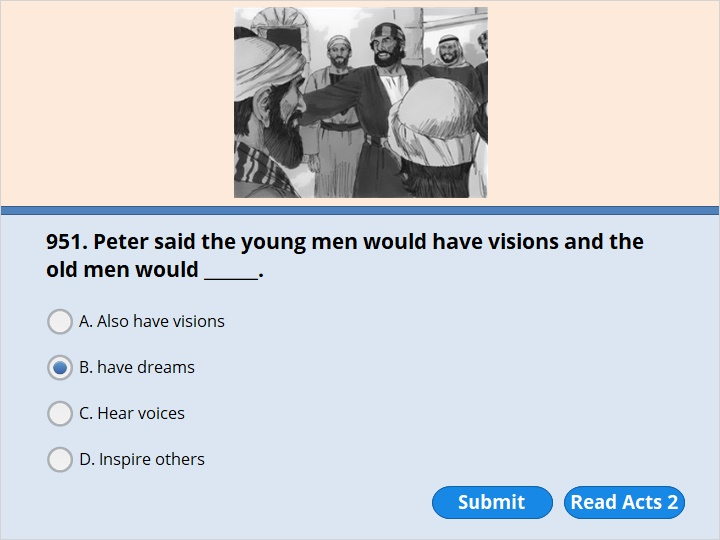 951. Peter said the young men would have visions and the
old men would ______.
A. Also have visions
B. have dreams
C. Hear voices
D. Inspire others
Submit
Read Acts 2